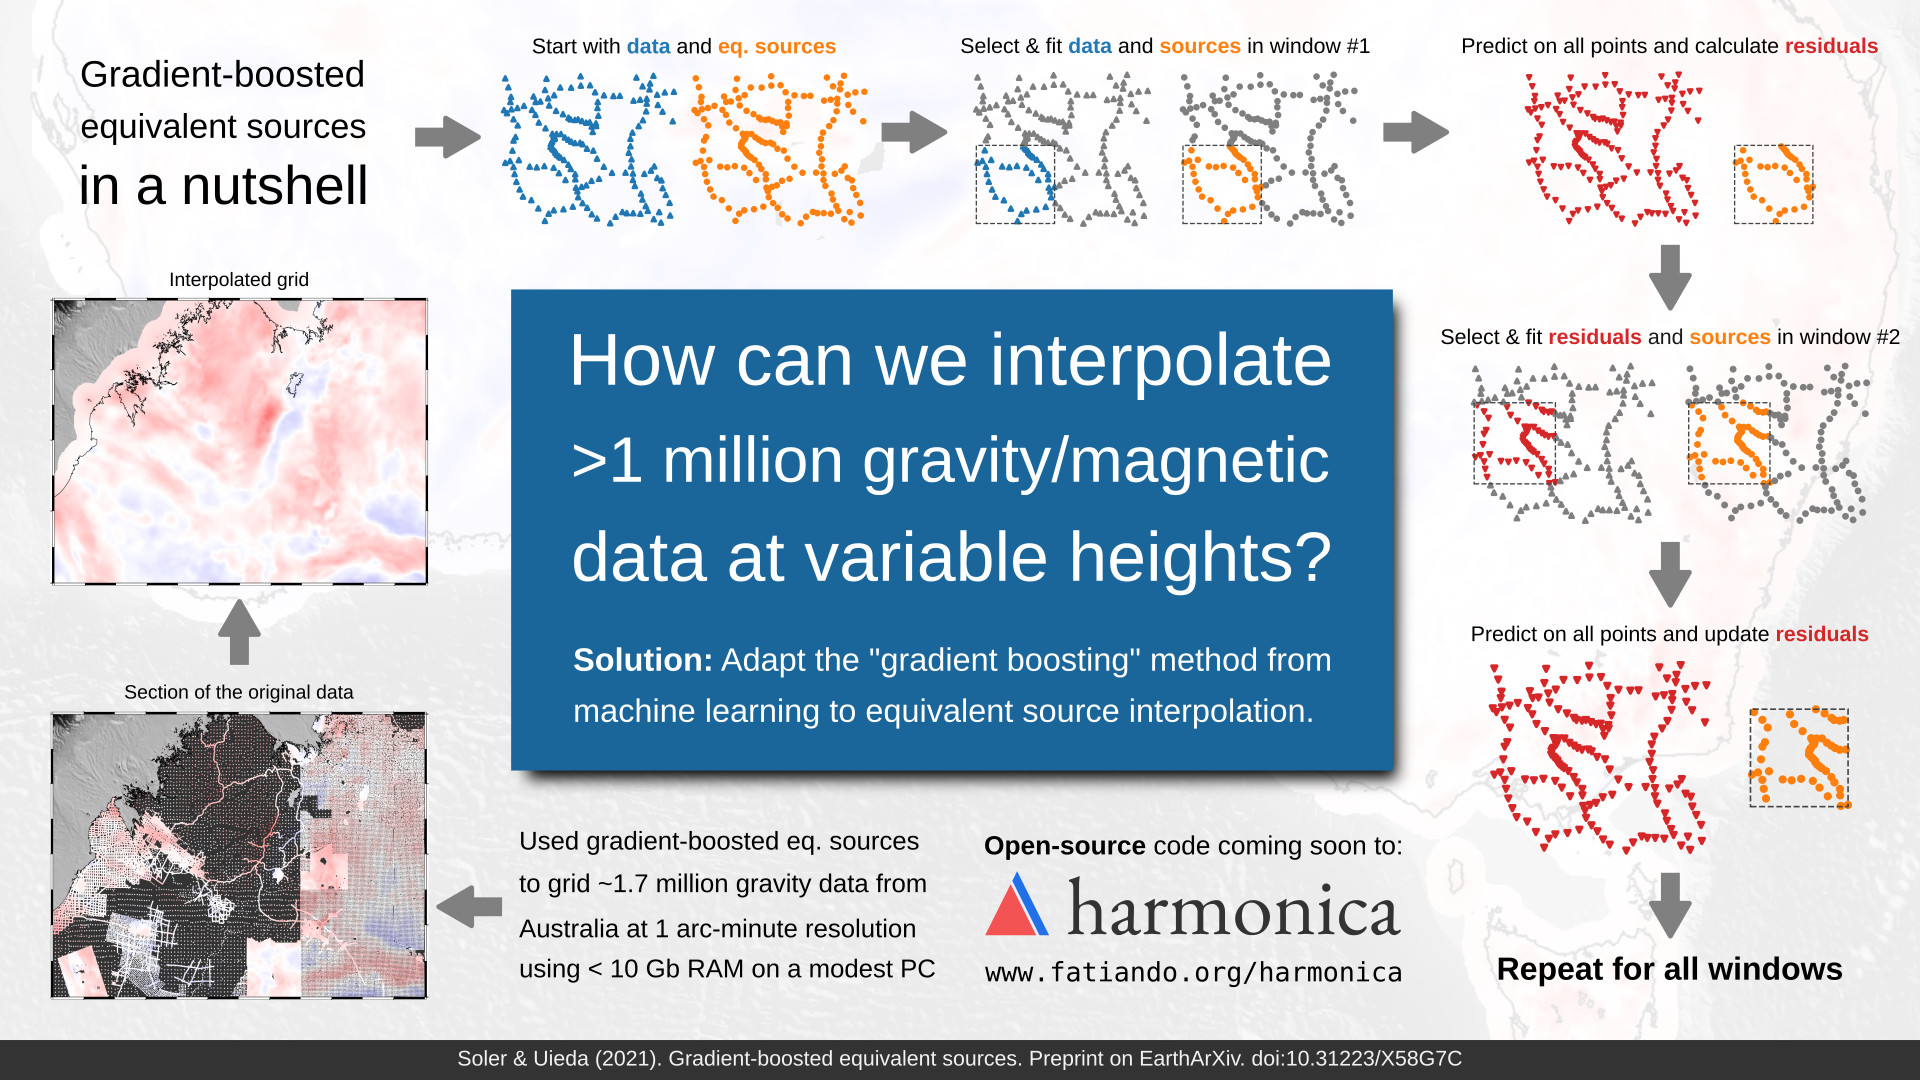 Gradient-boosted
equivalent sources
in a nutshell
Start with data and eq. sources
Select & fit data and sources in window #1
Predict on all points and calculate residuals
Select & fit residuals and sources in window #2
Predict on all points and update residuals
Repeat for all windows
How can we interpolate
>1 million gravity/magnetic
data at variable heights?
Solution: Adapt the "gradient boosting" method from
machine learning to equivalent source interpolation.
Interpolated grid
Section of the original data
Used gradient-boosted eq. sources
to grid ~1.7 million gravity data from
Australia at 1 arc-minute resolution
using < 10 Gb RAM on a modest PC
Open-source code coming soon to:
harmonica
www.fatiando.org/harmonica
Soler & Uieda (2021). Gradient-boosted equivalent sources. Preprint on EarthArXiv. doi:10.31223/X58G7C